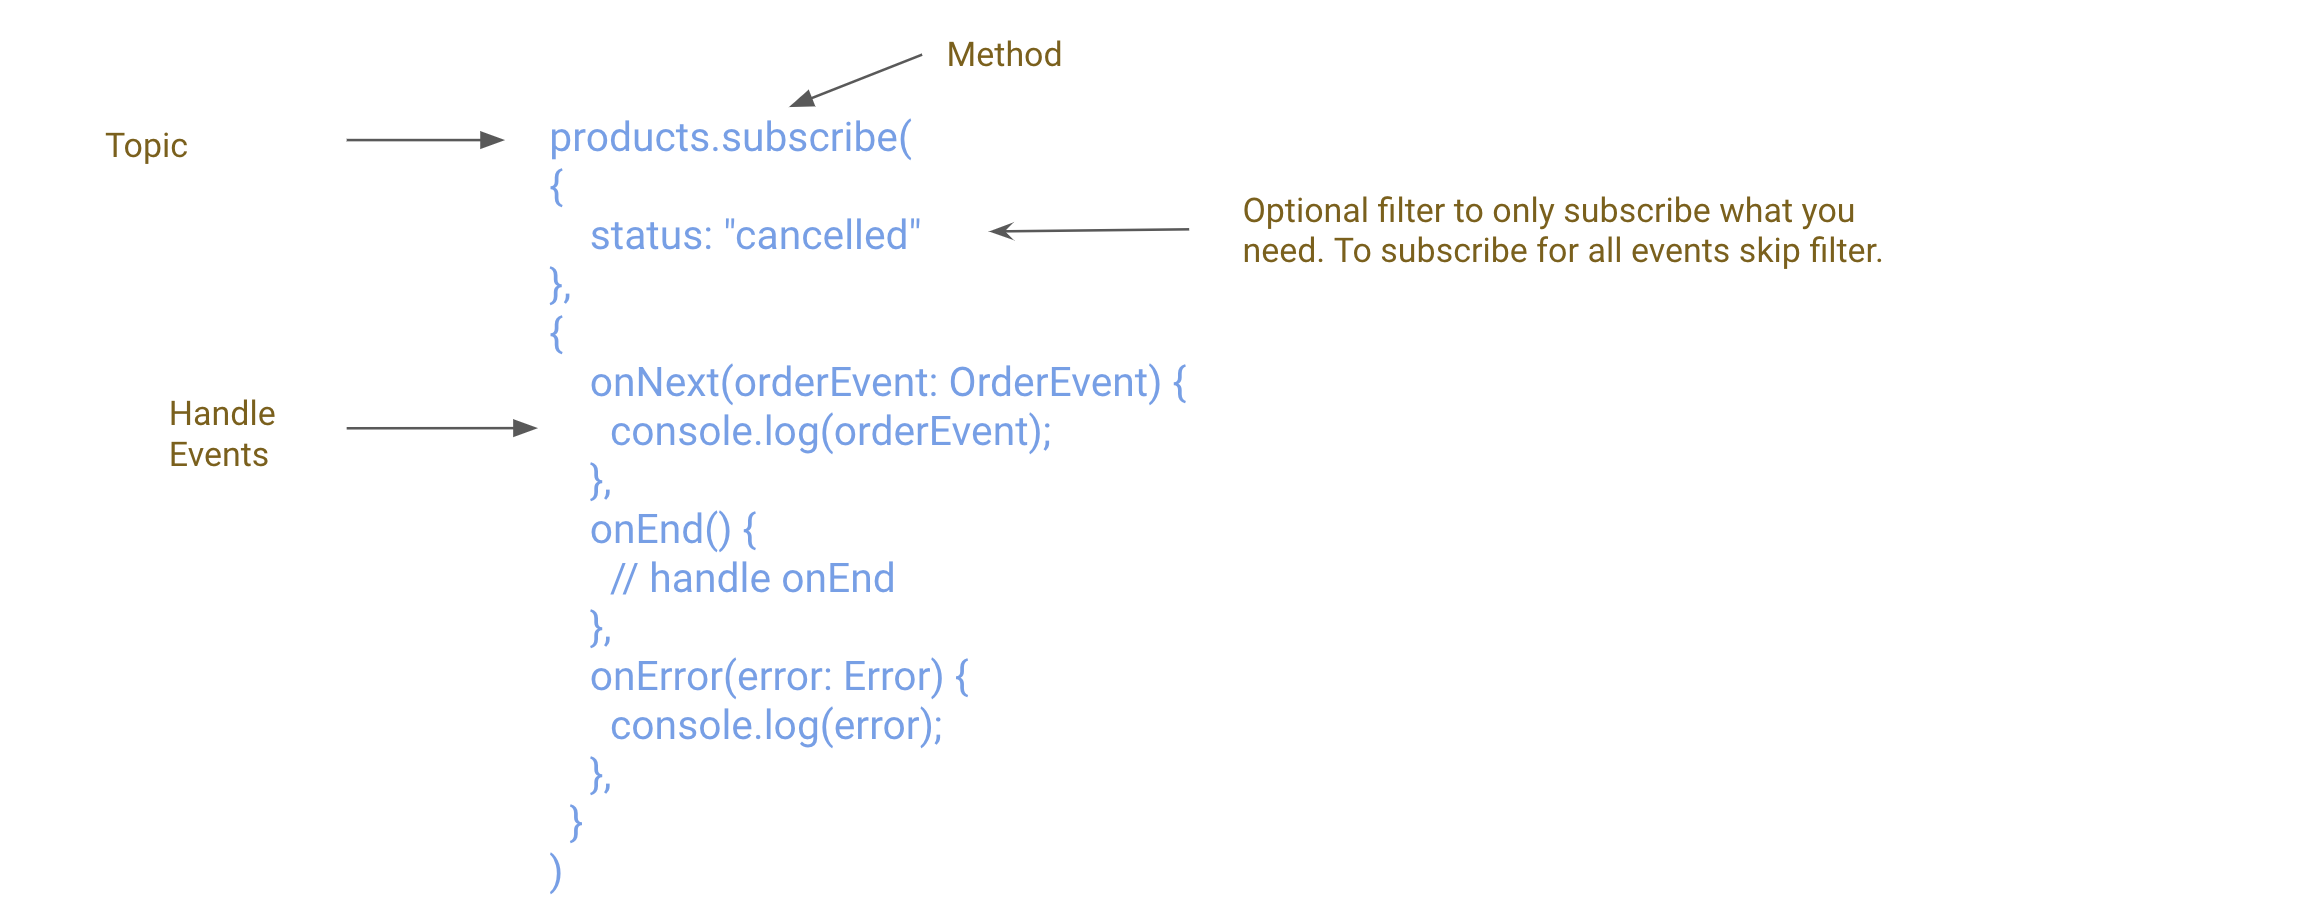 Method
Topic
products.subscribe(
{
status: "cancelled"
Optional filter to only subscribe what you
need. To subscribe for all events skip filter.
},
{
onNext(orderEvent: OrderEvent) {
Handle
Events
console.log(orderEvent);
},
onEnd() {
// handle onEnd
},
onError(error: Error) {
console.log(error);
},
}
)